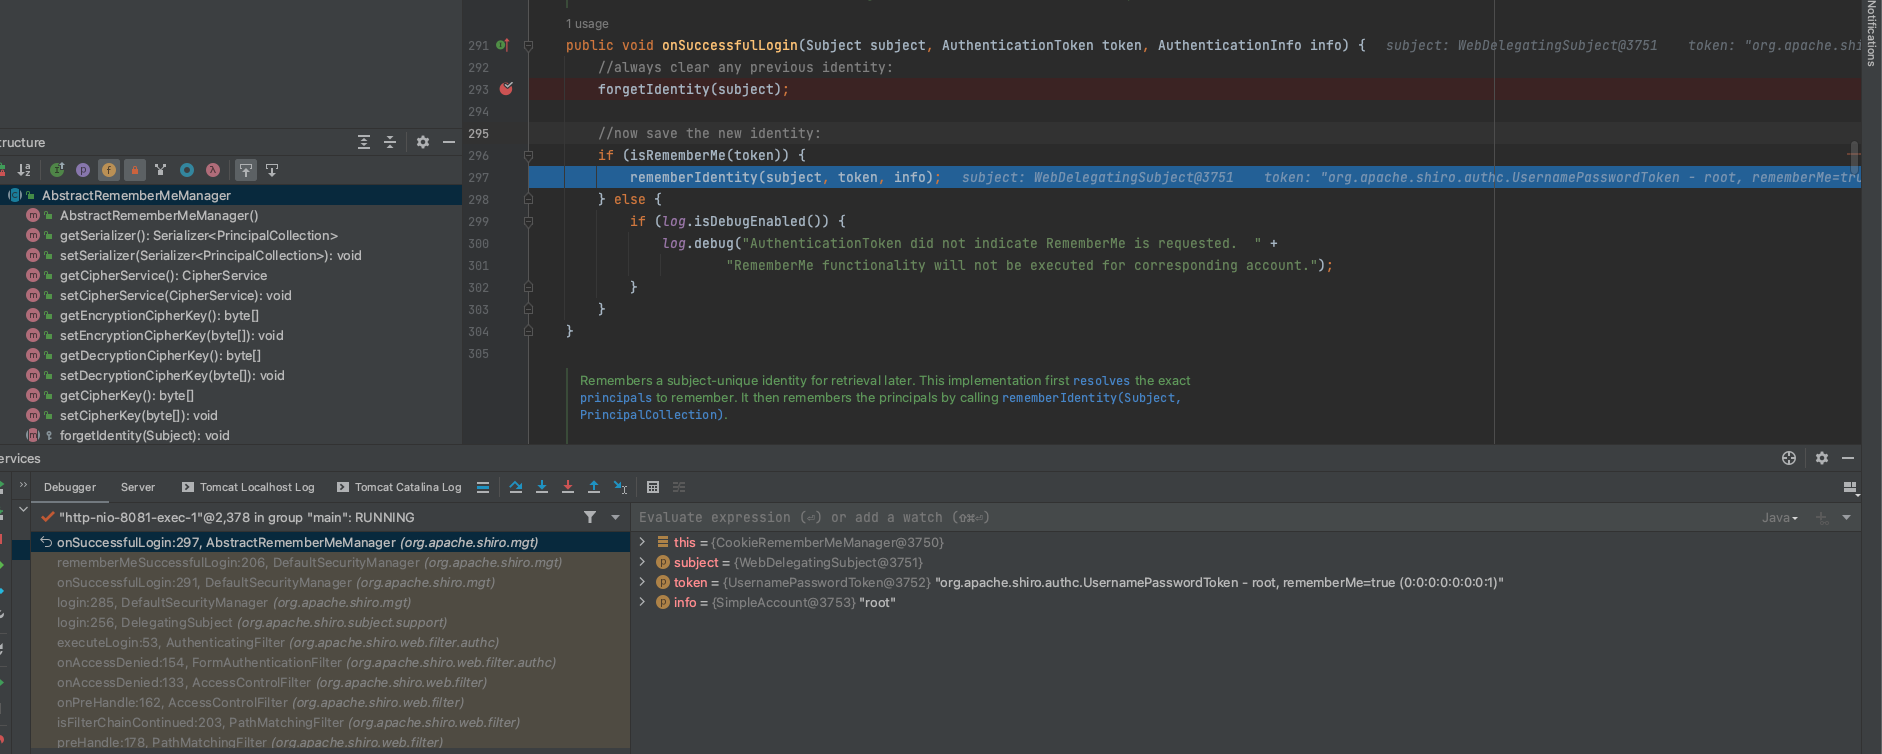 1 usage
291 public void onSuccessfulLogin(Subject subject, AuthenticationToken token, AuthenticationInfo info) { subject: WebDelegatingSubject@3751 token: "org.apache.shi
292 //always clear any previous identity:
293 forgetIdentity(subject);
294
295 //now save the new identity:
296 if (isRememberMe(token)) {
297 rememberIdentity(subject, token, info); subject: WebDelegatingSubject@3751 token: "org.apache.shiro.authc.UsernamePasswordToken - root, rememberMe=tru
298 } else {
299 if (log.isDebugEnabled()) {
300 log.debug("AuthenticationToken did not indicate RememberMe is requested.  " +
301 "RememberMe functionality will not be executed for corresponding account.");
302 }
303 }
304 }
305
Remembers a subject-unique identity for retrieval later. This implementation first resolves the exact
principals to remember. It then remembers the principals by calling rememberIdentity(Subject,
PrincipalCollection).
Notifications
tructure
AbstractRememberMeManager
AbstractRememberMeManager()
getSerializer(): Serializer<PrincipalCollection>
setSerializer(Serializer<PrincipalCollection>): void
getCipherService(): CipherService
setCipherService(CipherService): void
getEncryptionCipherKey(): byte[]
setEncryptionCipherKey(byte[]): void
getDecryptionCipherKey(): byte[]
setDecryptionCipherKey(byte[]): void
getCipherKey(): byte[]
setCipherKey(byte[]): void
forgetIdentity(Subject): void
ervices
Debugger Server Tomcat Localhost Log Tomcat Catalina Log
"http-nio-8081-exec-1"@2,378 in group "main": RUNNING
onSuccessfulLogin:297, AbstractRememberMeManager (org.apache.shiro.mgt)
rememberMeSuccessfulLogin:206, DefaultSecurityManager (org.apache.shiro.mgt)
onSuccessfulLogin:291, DefaultSecurityManager (org.apache.shiro.mgt)
login:285, DefaultSecurityManager (org.apache.shiro.mgt)
login:256, DelegatingSubject (org.apache.shiro.subject.support)
executeLogin:53, AuthenticatingFilter (org.apache.shiro.web.filter.authc)
onAccessDenied:154, FormAuthenticationFilter (org.apache.shiro.web.filter.authc)
onAccessDenied:133, AccessControlFilter (org.apache.shiro.web.filter)
onPreHandle:162, AccessControlFilter (org.apache.shiro.web.filter)
isFilterChainContinued:203, PathMatchingFilter (org.apache.shiro.web.filter)
preHandle:178, PathMatchingFilter (org.apache.shiro.web.filter)
Evaluate expression (⏎) or add a watch (⇧⌘⏎) Java
this = {CookieRememberMeManager@3750}
subject = {WebDelegatingSubject@3751}
token = {UsernamePasswordToken@3752} "org.apache.shiro.authc.UsernamePasswordToken - root, rememberMe=true (0:0:0:0:0:0:0:1)"
info = {SimpleAccount@3753} "root"